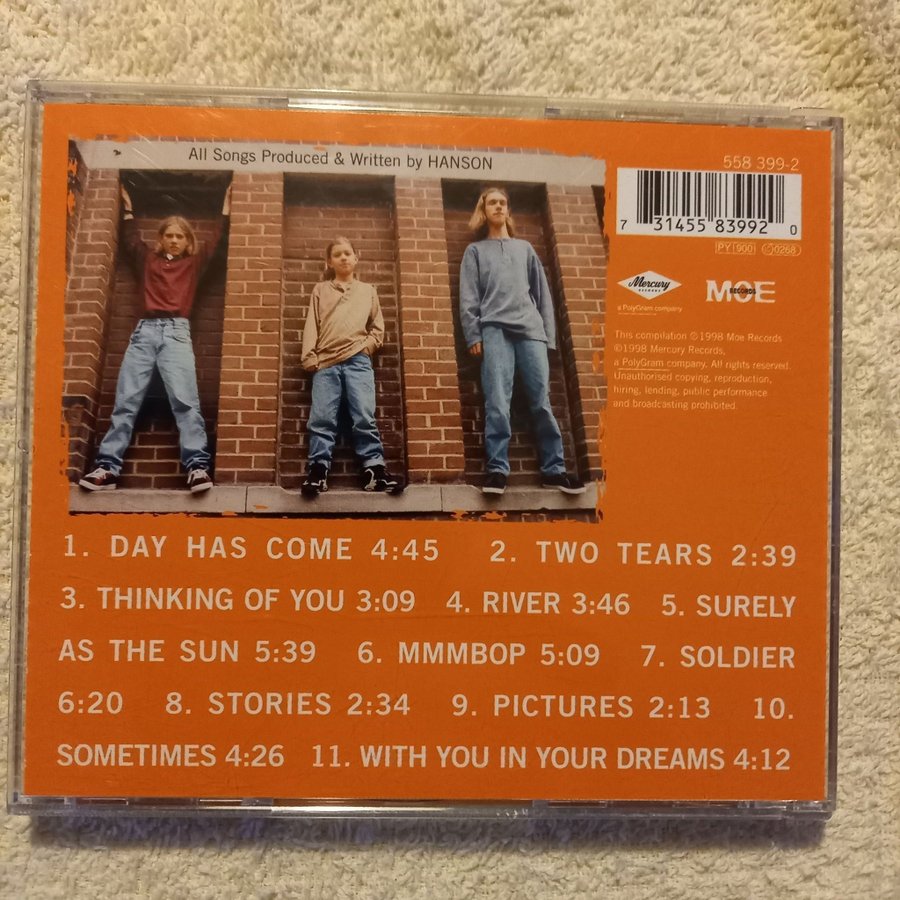 All Songs Produced & Written by HANSON
558 399-2
7 31455 83992 0
PY 900
0268
Mercury
RECORDS
a PolyGram company
MOE
RECORDS
This compilation ℗1998 Moe Records
©1998 Mercury Records,
a PolyGram company. All rights reserved.
Unauthorised copying, reproduction,
hiring, lending, public performance
and broadcasting prohibited.
1. DAY HAS COME 4:45 2. TWO TEARS 2:39
3. THINKING OF YOU 3:09 4. RIVER 3:46 5. SURELY
AS THE SUN 5:39 6. MMMBOP 5:09 7. SOLDIER
6:20 8. STORIES 2:34 9. PICTURES 2:13 10.
SOMETIMES 4:26 11. WITH YOU IN YOUR DREAMS 4:12